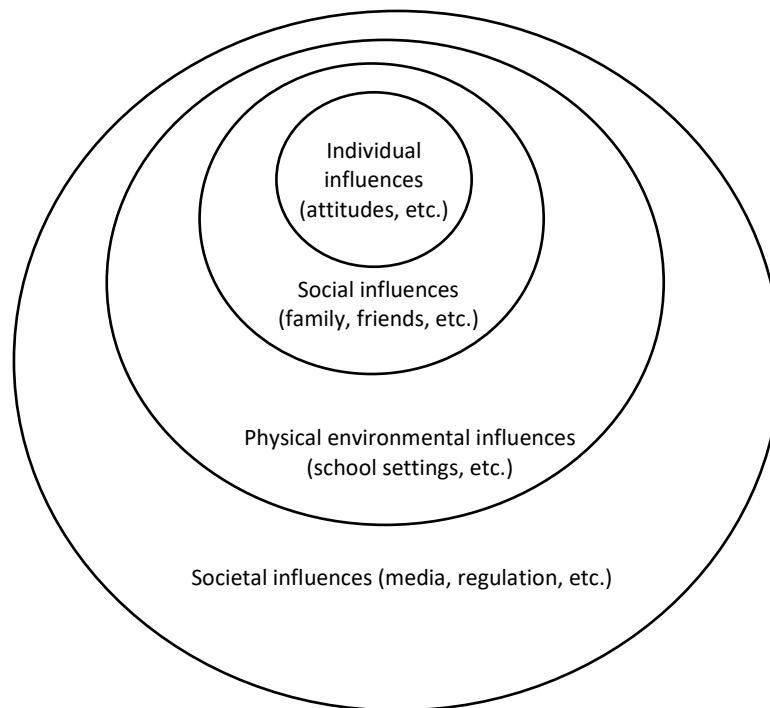 Individual
influences
(attitudes, etc.)
Social influences
(family, friends, etc.)
Physical environmental influences
(school settings, etc.)
Societal influences (media, regulation, etc.)